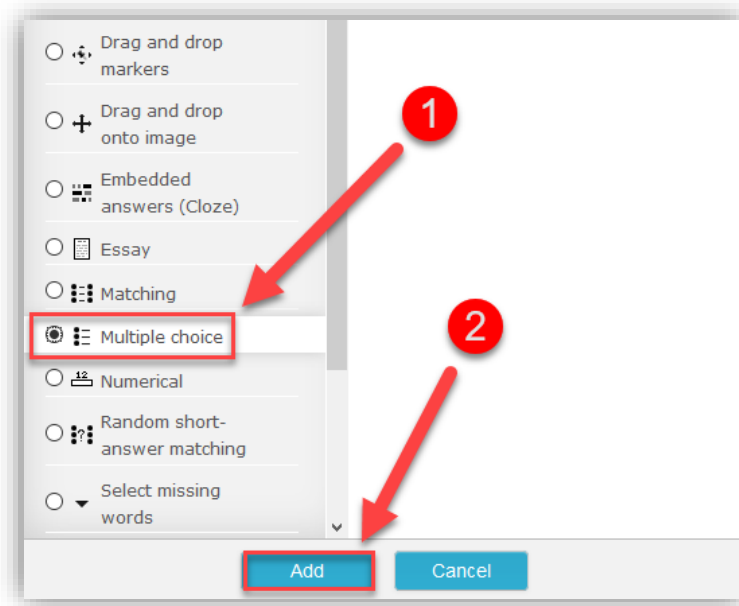 Drag and drop
markers
Drag and drop
onto image
1
Embedded
answers (Cloze)
Essay
Matching
Multiple choice
2
12
Numerical
Random short-
answer matching
?
Select missing
words
Add
Cancel